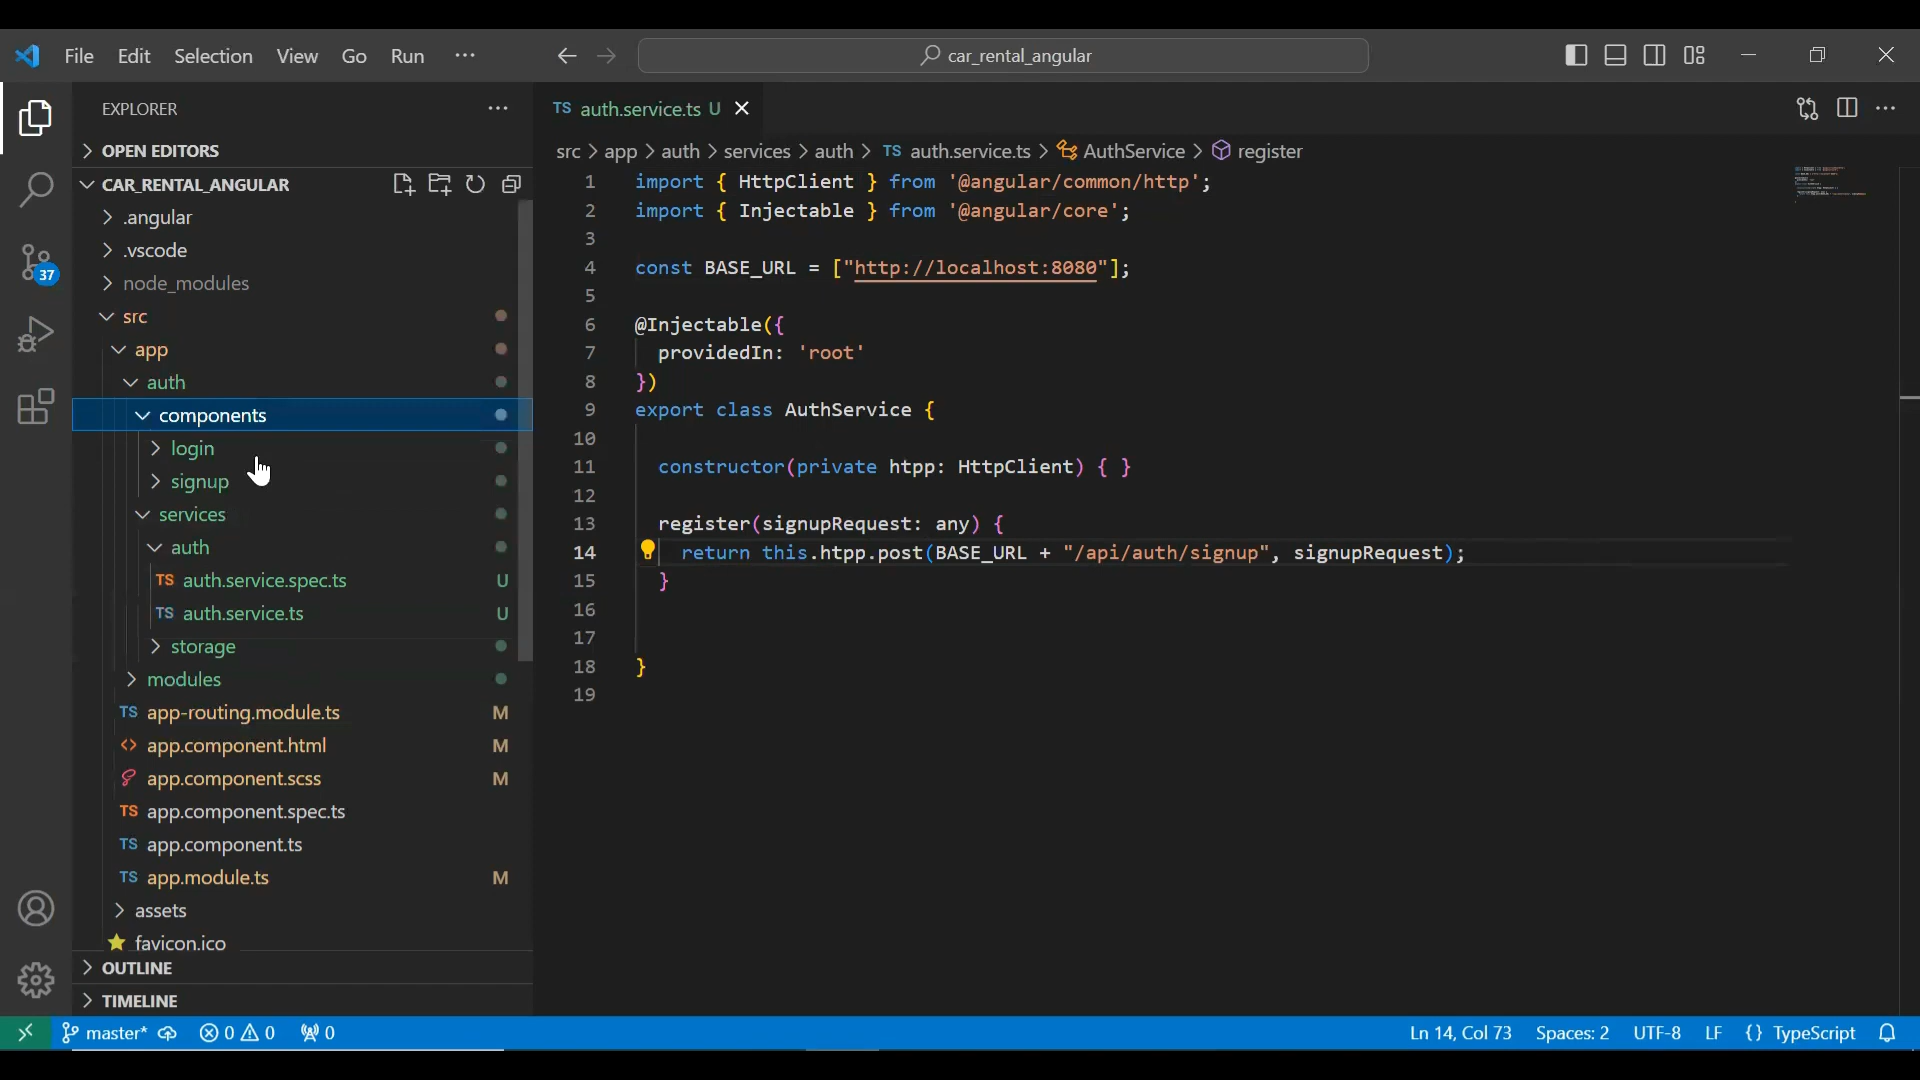 File Edit Selection View Go Run ···
car_rental_angular
EXPLORER
OPEN EDITORS
CAR_RENTAL_ANGULAR
.angular
.vscode
node_modules
src
app
auth
components
login
signup
services
auth
TS auth.service.spec.ts U
TS auth.service.ts U
storage
modules
TS app-routing.module.ts M
<> app.component.html M
app.component.scss M
TS app.component.spec.ts
TS app.component.ts
TS app.module.ts M
assets
favicon.ico
OUTLINE
TIMELINE
37
TS auth.service.ts U
src > app > auth > services > auth > TS auth.service.ts > AuthService > register
1 import { HttpClient } from '@angular/common/http';
2 import { Injectable } from '@angular/core';
3
4 const BASE_URL = ["http://localhost:8080"];
5
6 @Injectable({
7 providedIn: 'root'
8 })
9 export class AuthService {
10
11 constructor(private htpp: HttpClient) { }
12
13 register(signupRequest: any) {
14 return this.htpp.post(BASE_URL + "/api/auth/signup", signupRequest);
15 }
16
17
18 }
19
master* 0 0 0 Ln 14, Col 73 Spaces: 2 UTF-8 LF {} TypeScript